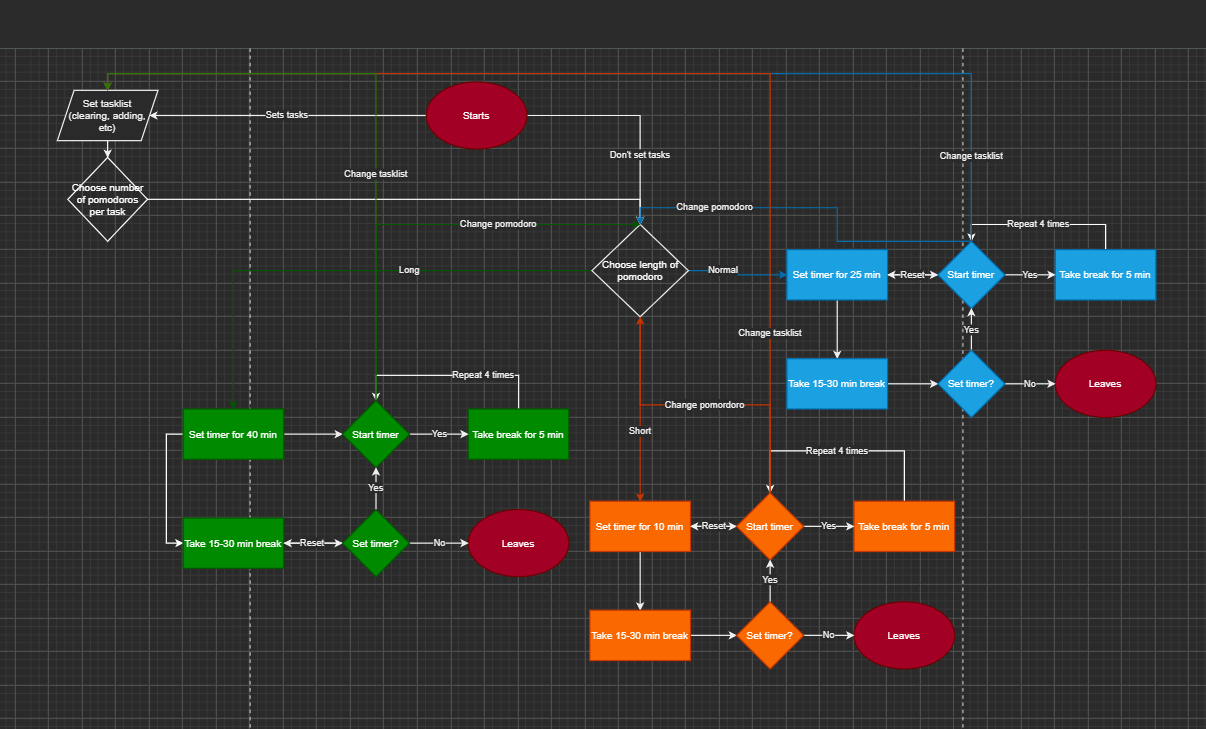 Set tasklist
(clearing, adding,
etc)
Sets tasks
Starts
Don't set tasks
Change tasklist
Change tasklist
Choose number
of pomodoros
per task
Change pomodoro
Change pomodoro
Repeat 4 times
Long
Choose length of
pomodoro
Normal
Set timer for 25 min
Reset
Start timer
Yes
Take break for 5 min
Yes
Change tasklist
Take 15-30 min break
Set timer?
No
Leaves
Repeat 4 times
Change pomordoro
Set timer for 40 min
Start timer
Yes
Take break for 5 min
Short
Repeat 4 times
Yes
Set timer for 10 min
Reset
Start timer
Yes
Take break for 5 min
Take 15-30 min break
Reset
Set timer?
No
Leaves
Yes
Take 15-30 min break
Set timer?
No
Leaves